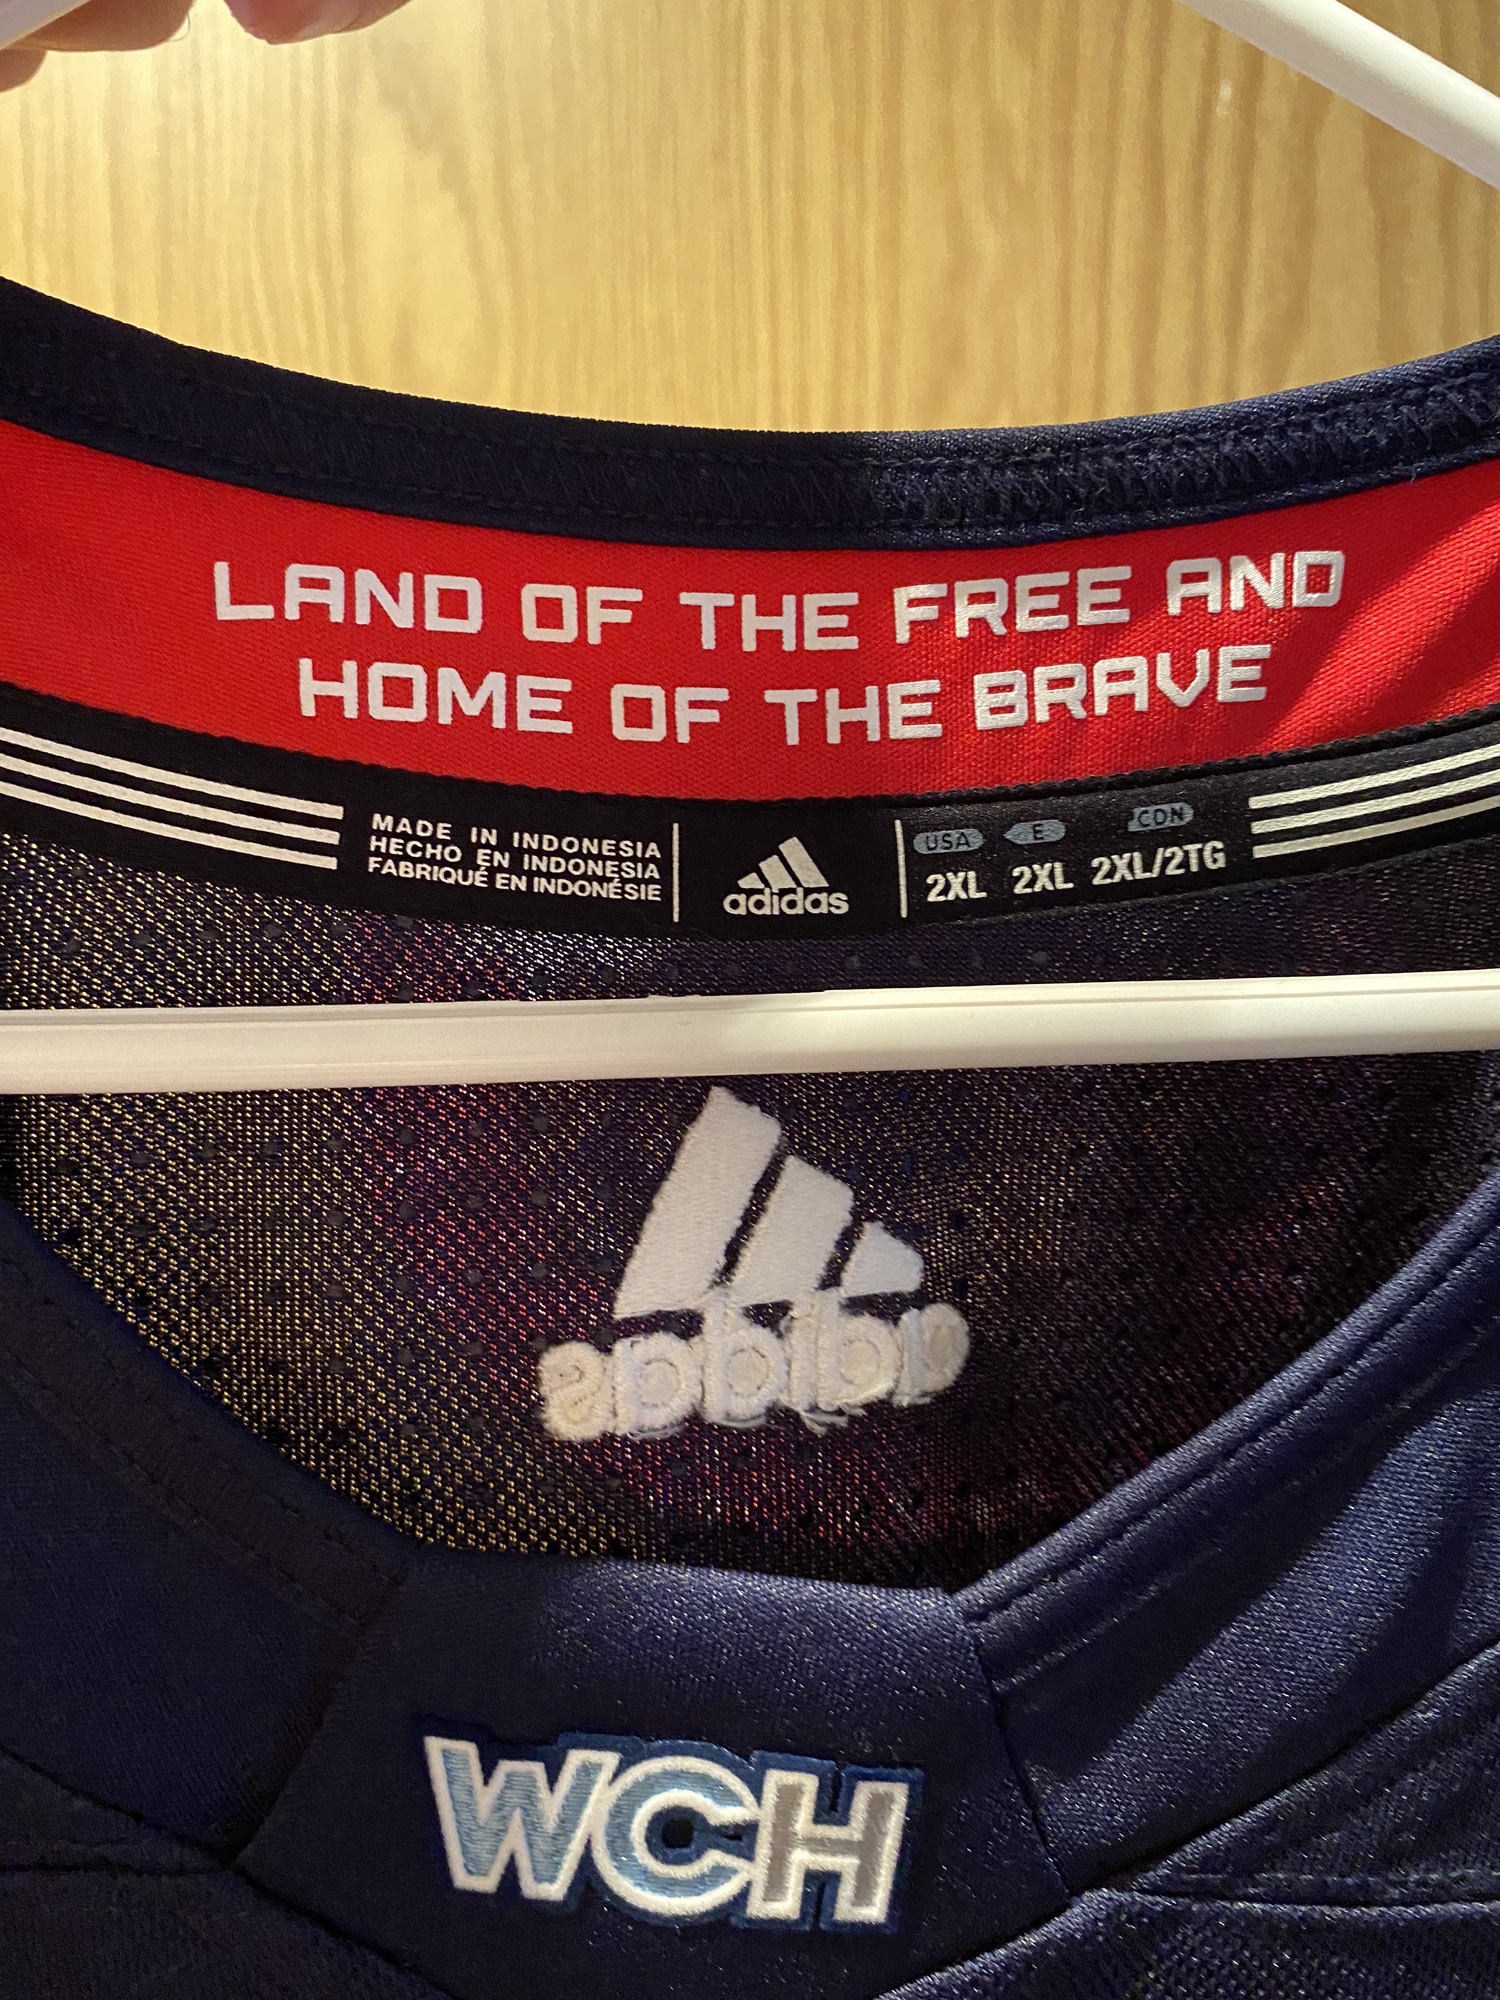 LAND OF THE FREE AND
HOME OF THE BRAVE
MADE IN INDONESIA
HECHO EN INDONESIA
FABRIQUÉ EN INDONÉSIE
adidas
USA E CDN
2XL 2XL 2XL/2TG
adidas
WCH